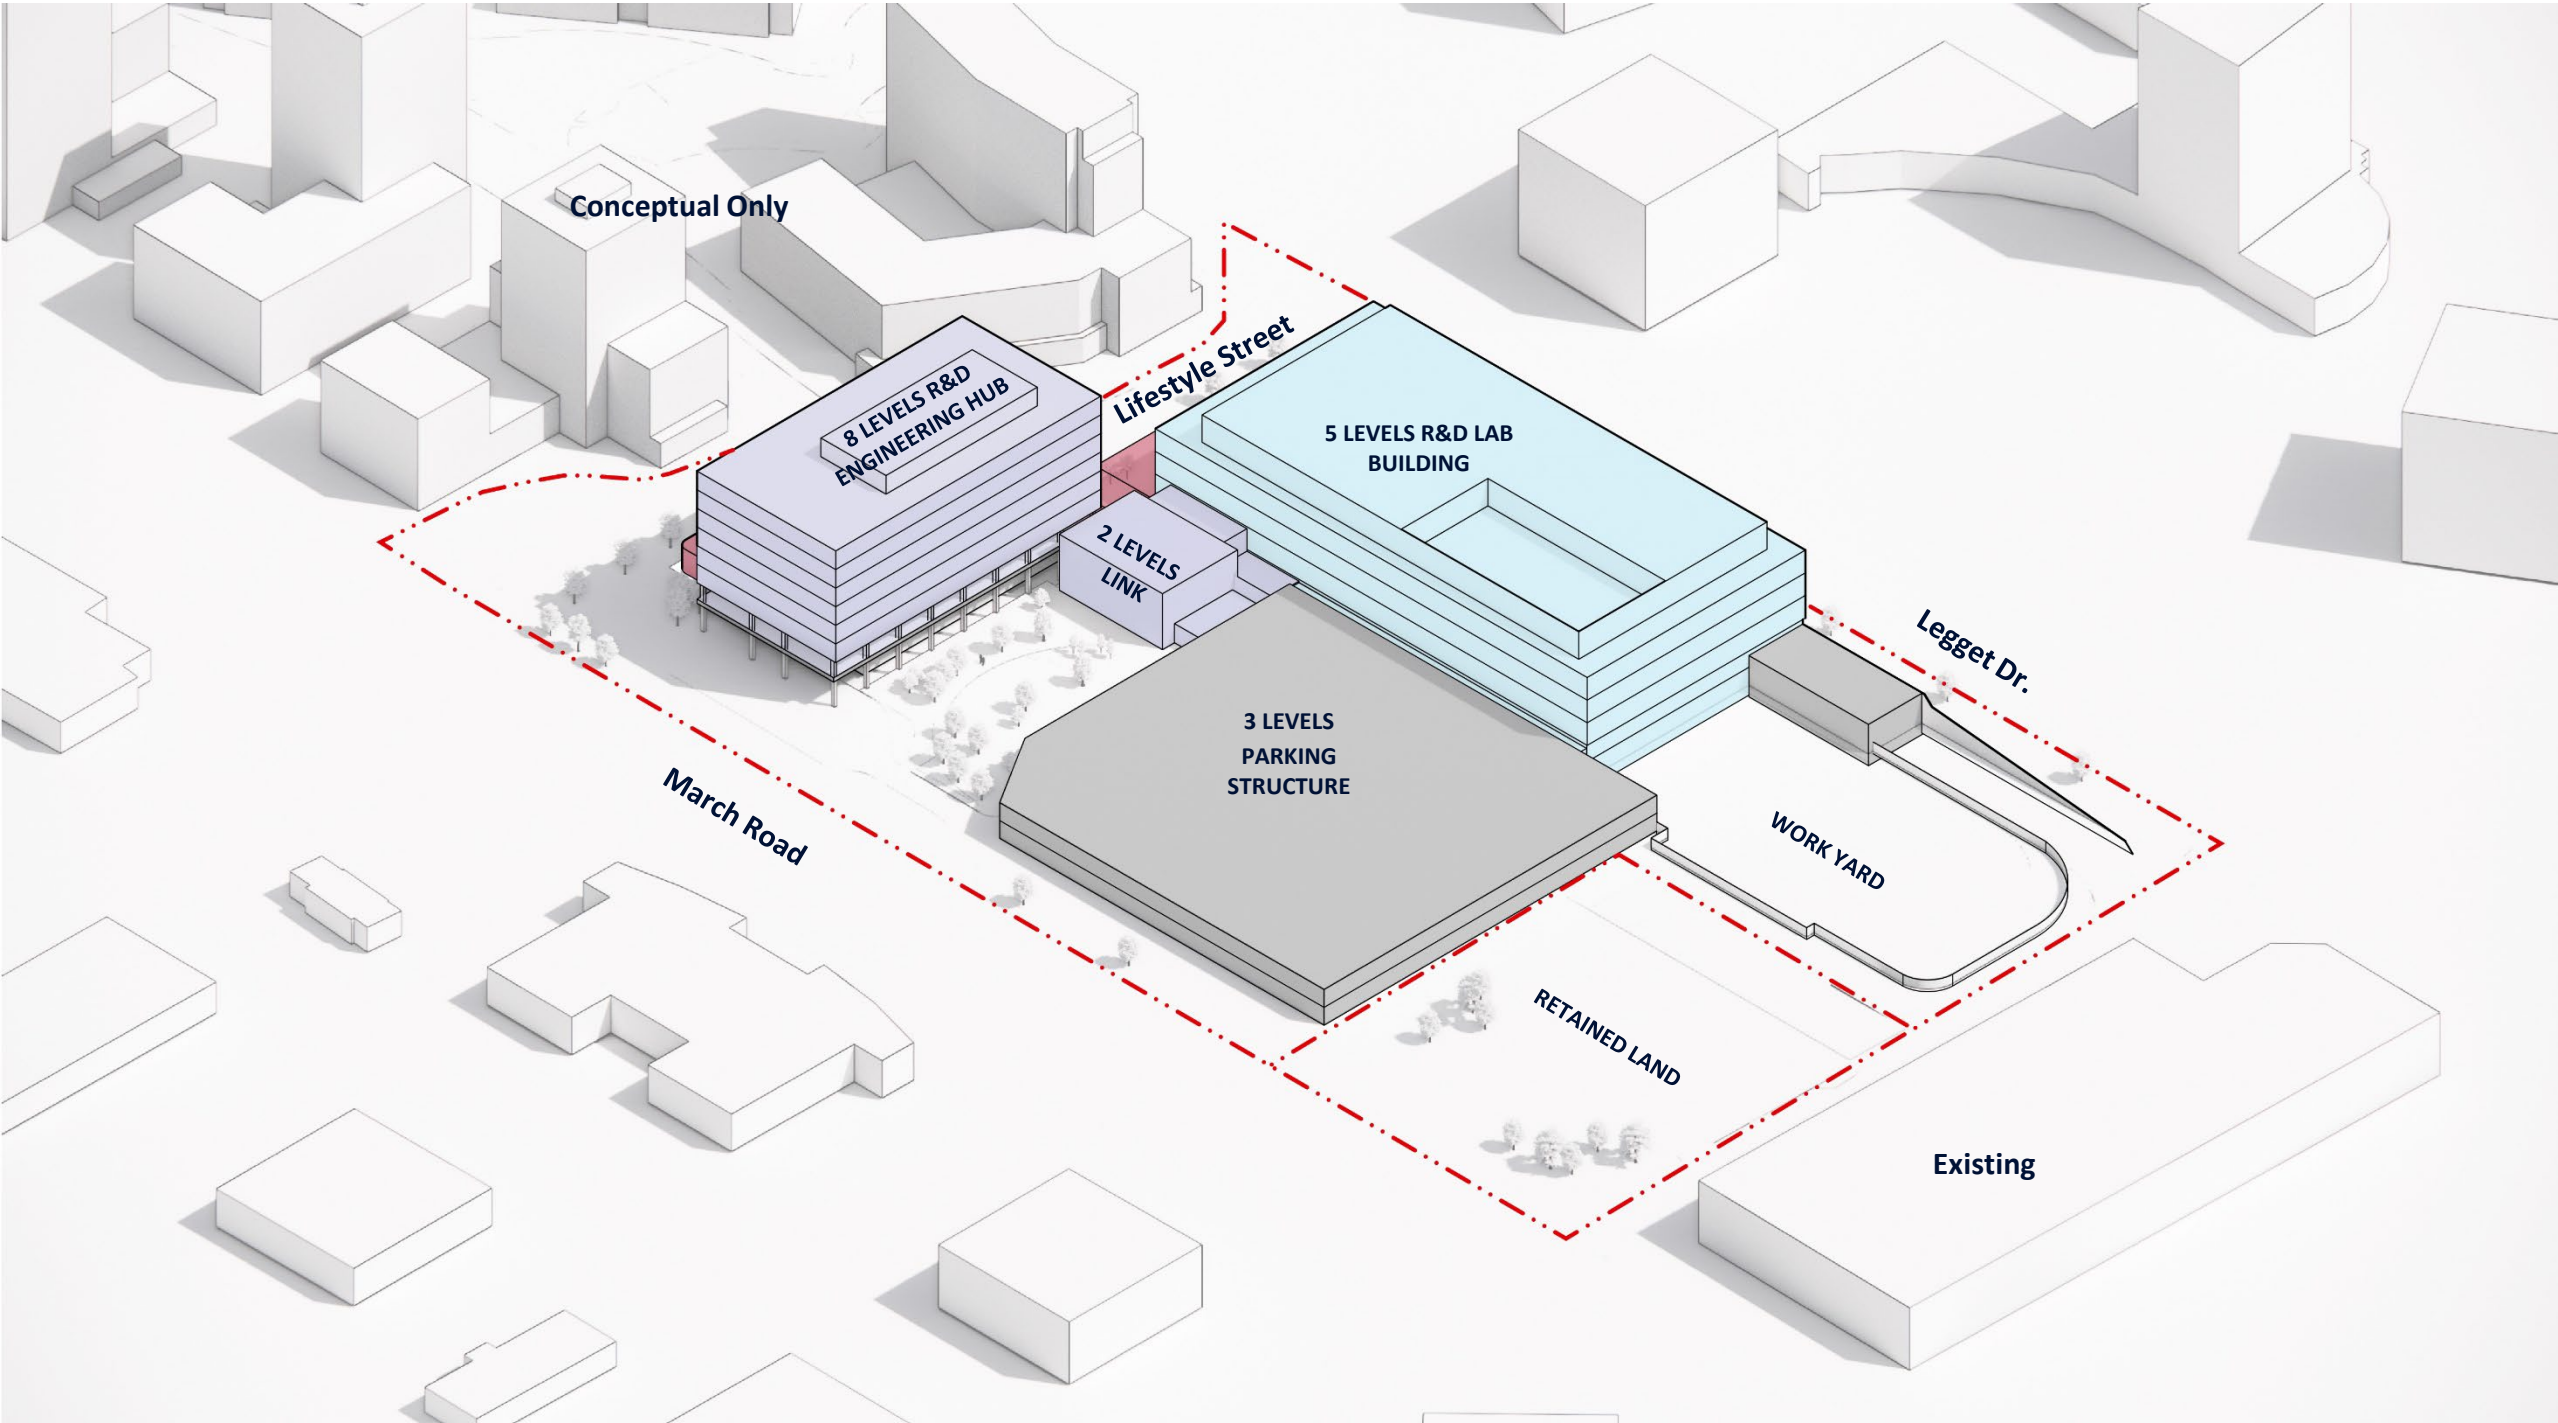 Conceptual Only
Lifestyle Street
8 LEVELS R&D
ENGINEERING HUB
5 LEVELS R&D LAB
BUILDING
2 LEVELS
LINK
Legget Dr.
3 LEVELS
PARKING
STRUCTURE
March Road
WORK YARD
RETAINED LAND
Existing